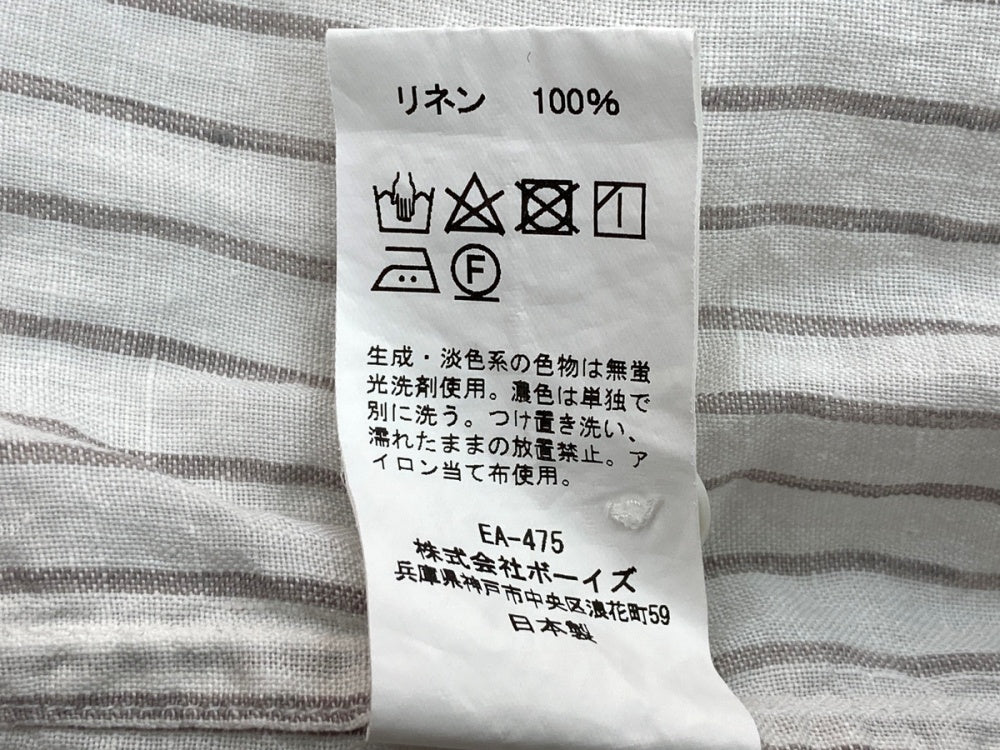 リネン 100%
F
生成・淡色系の色物は無蛍
光洗剤使用。濃色は単独で
別に洗う。つけ置き洗い、
濡れたままの放置禁止。ア
イロン当て布使用。
EA-475
株式会社ボーイズ
兵庫県神戸市中央区浪花町59
日本製